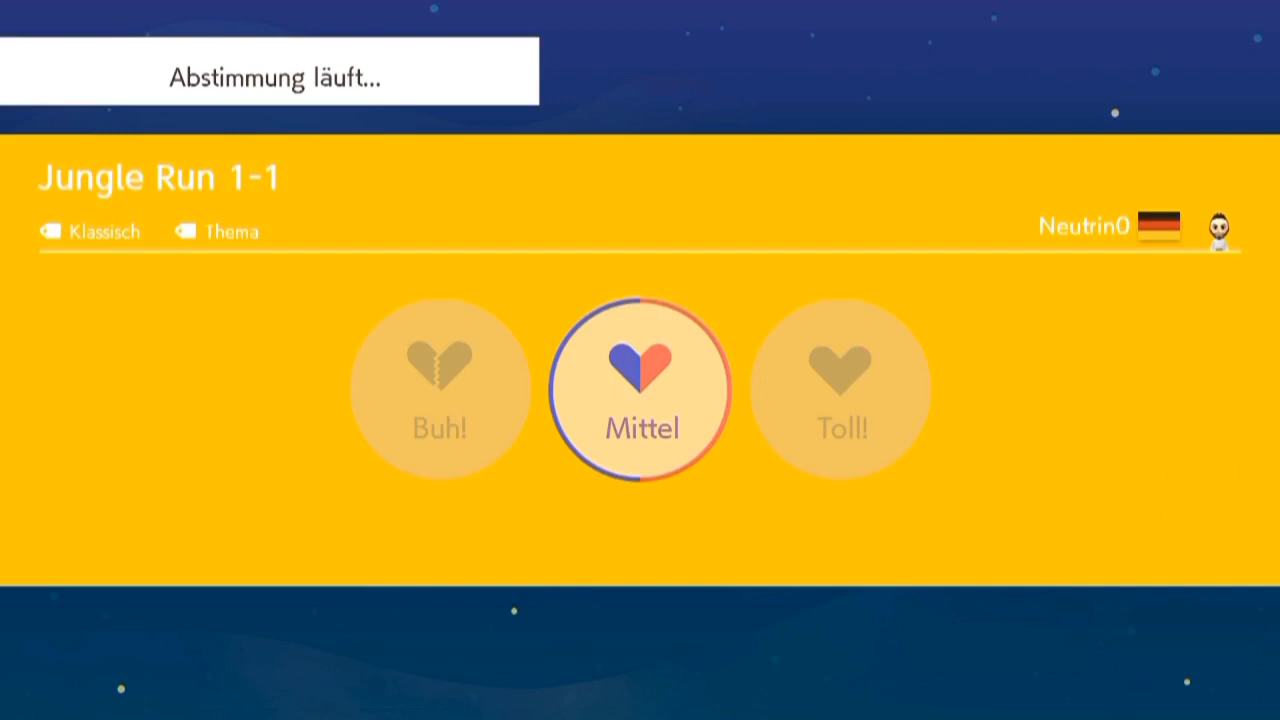 Abstimmung läuft...
Jungle Run 1-1
Klassisch Thema
Neutrin0
Buh! Mittel Toll!